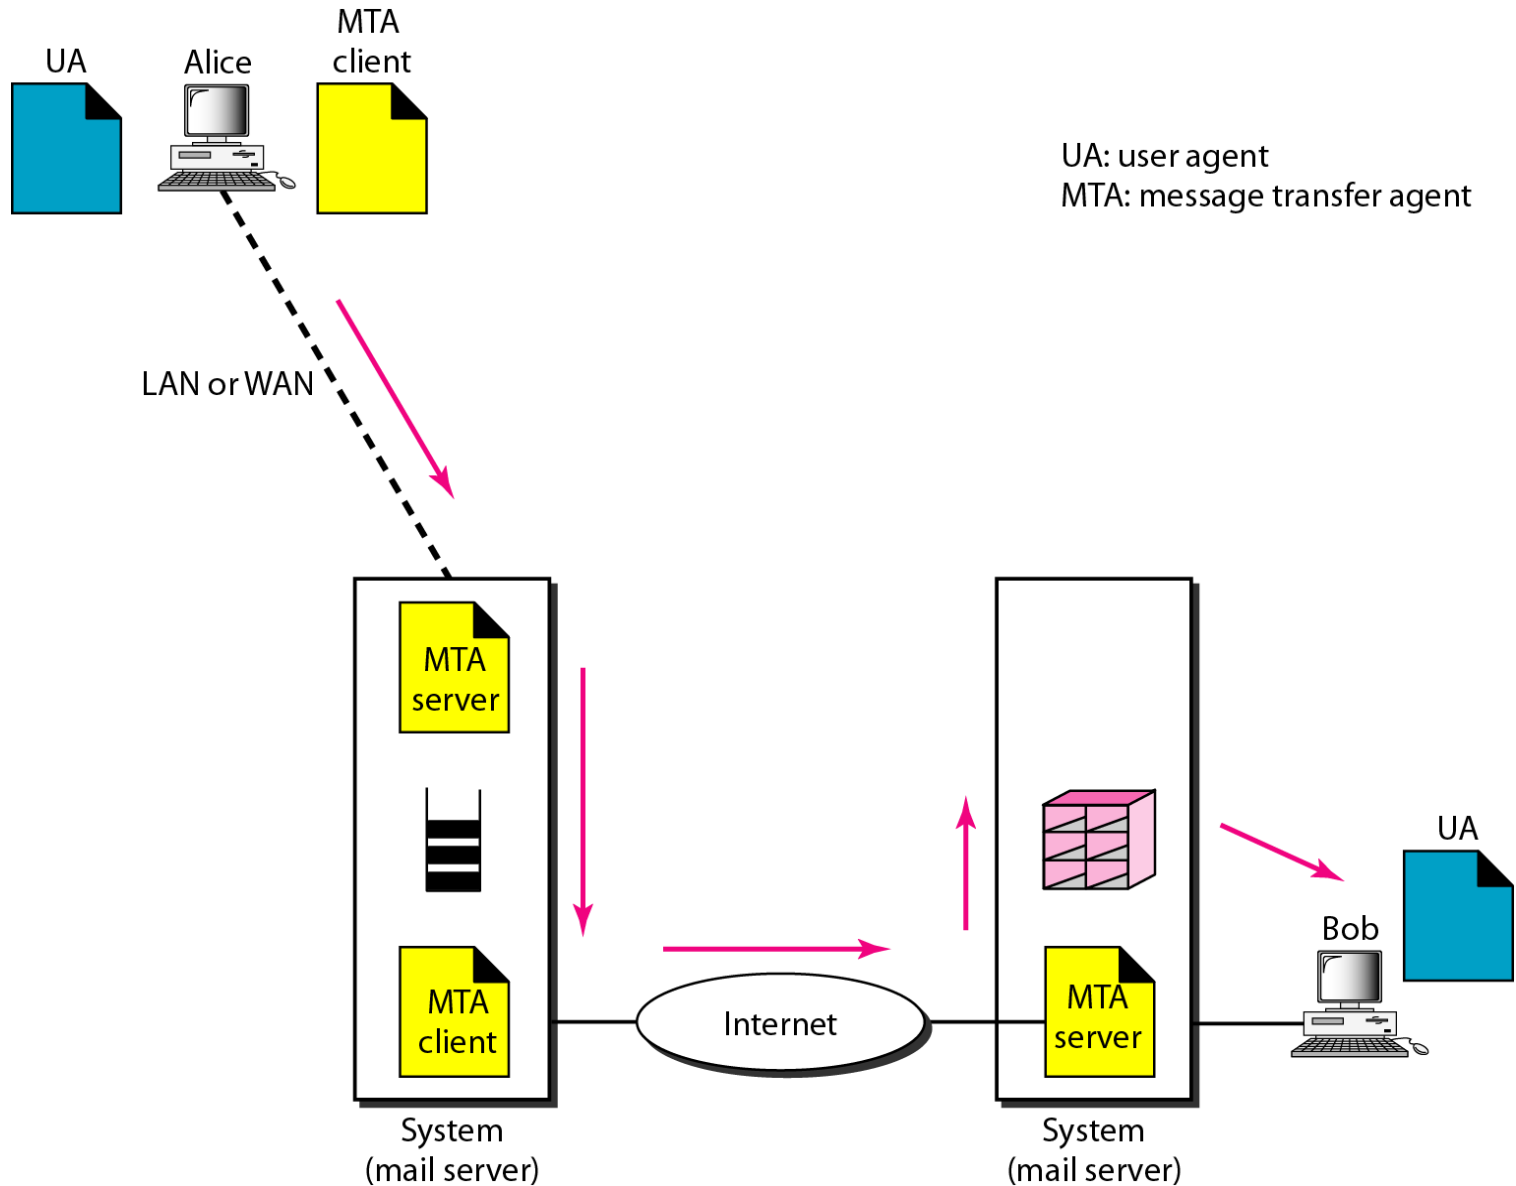 UA
Alice
MTA
client
UA: user agent
MTA: message transfer agent
LAN or WAN
MTA
server
MTA
client
System
(mail server)
Internet
MTA
server
System
(mail server)
Bob
UA